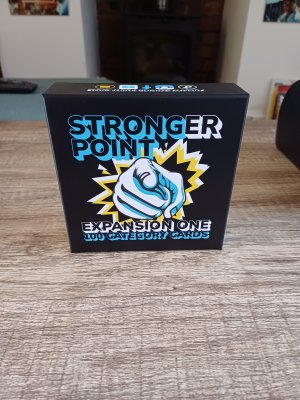 STRONGER
POINT
EXPANSION ONE
100 CATEGORY CARDS